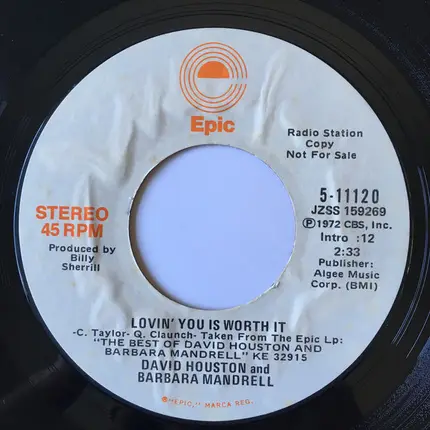 Epic
Radio Station
Copy
Not For Sale
STEREO
45 RPM
Produced by
Billy
Sherrill
5-11120
JZSS 159269
Ⓟ1972 CBS, Inc.
Intro :12
2:33
Publisher:
Algee Music
Corp. (BMI)
LOVIN' YOU IS WORTH IT
-C. Taylor- Q. Claunch- Taken From The Epic Lp:
"THE BEST OF DAVID HOUSTON AND
BARBARA MANDRELL" KE 32915
DAVID HOUSTON and
BARBARA MANDRELL
®"EPIC," MARCA REG.